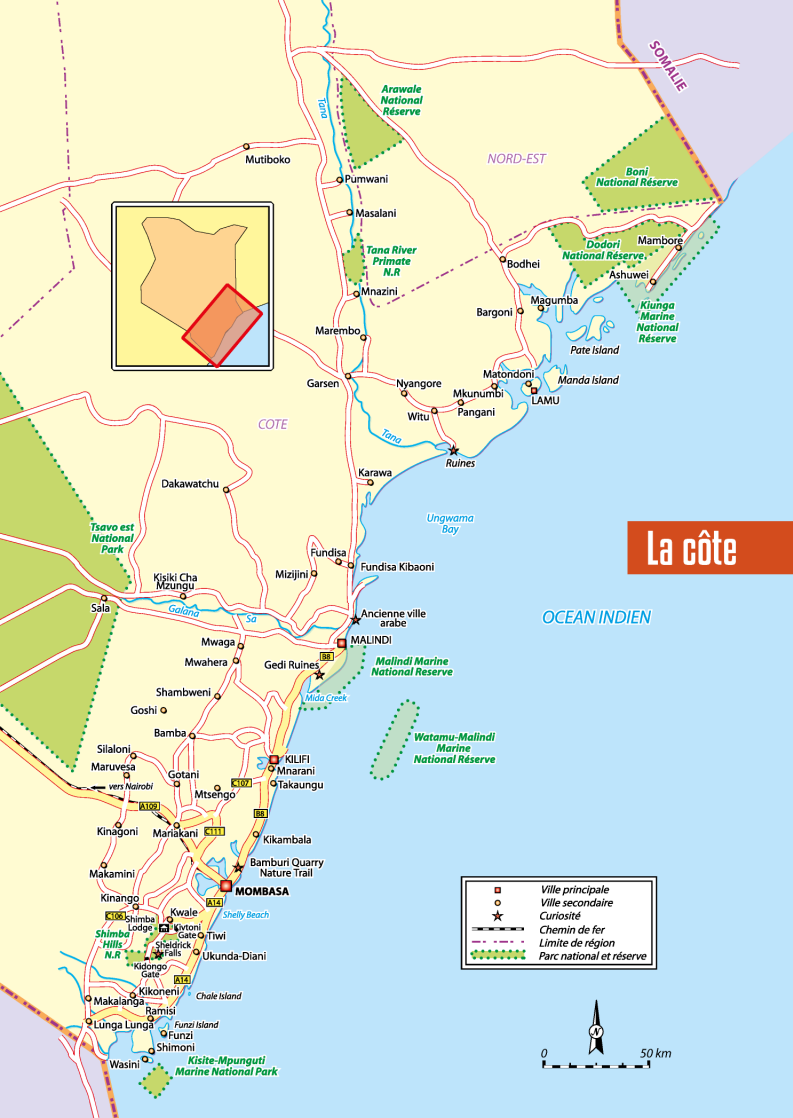 SOMALIE
Arawale
National
Réserve
Tana
NORD-EST
Mutiboko
Boni
National Réserve
Pumwani
Masalani
Tana River
Primate
N.R
Dodori
National Réserve
Mambore
Bodhei
Ashuwei
Mnazini
Magumba
Bargoni
Kiunga
Marine
National
Réserve
Marembo
Pate Island
Garsen
Nyangore
Matondoni
Manda Island
Mkunumbi
LAMU
Witu
Pangani
COTE
Tana
Ruines
Karawa
Dakawatchu
Ungwama
Bay
Tsavo est
National
Park
La côte
Fundisa
Fundisa Kibaoni
Mizijini
Kisiki Cha
Mzungu
Sala
Galana
Sa
Ancienne ville
arabe
OCEAN INDIEN
MALINDI
Mwaga
B8
Mwahera
Gedi Ruines
Malindi Marine
National Reserve
Shambweni
Mida Creek
Goshi
Bamba
Watamu-Malindi
Marine
National Réserve
Silaloni
KILIFI
Maruvesa
Mnarani
Gotani
C107
Takaungu
vers Nairobi
Mtsengo
A109
B8
Kinagoni
Mariakani
C111
Kikambala
Bamburi Quarry
Nature Trail
Makamini
MOMBASA
Kinango
A14
C106
Shimba
Lodge
Kwale
Shelly Beach
Kivtoni
Gate
Tiwi
Shimba
Hills
N.R
Sheldrick
Falls
Ukunda-Diani
Kidongo
Gate
A14
Kikoneni
Chale Island
Makalanga
Ramisi
Lunga Lunga
Funzi Island
Funzi
Shimoni
Wasini
Kisite-Mpunguti
Marine National Park
Ville principale
Ville secondaire
Curiosité
Chemin de fer
Limite de région
Parc national et réserve
N
0
50 km